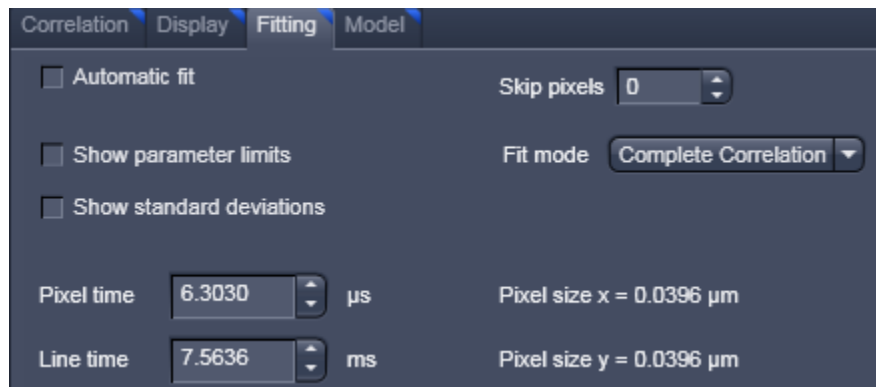 Correlation Display Fitting Model
Automatic fit Skip pixels 0
Show parameter limits Fit mode Complete Correlation
Show standard deviations
Pixel time 6.3030 µs Pixel size x = 0.0396 µm
Line time 7.5636 ms Pixel size y = 0.0396 µm